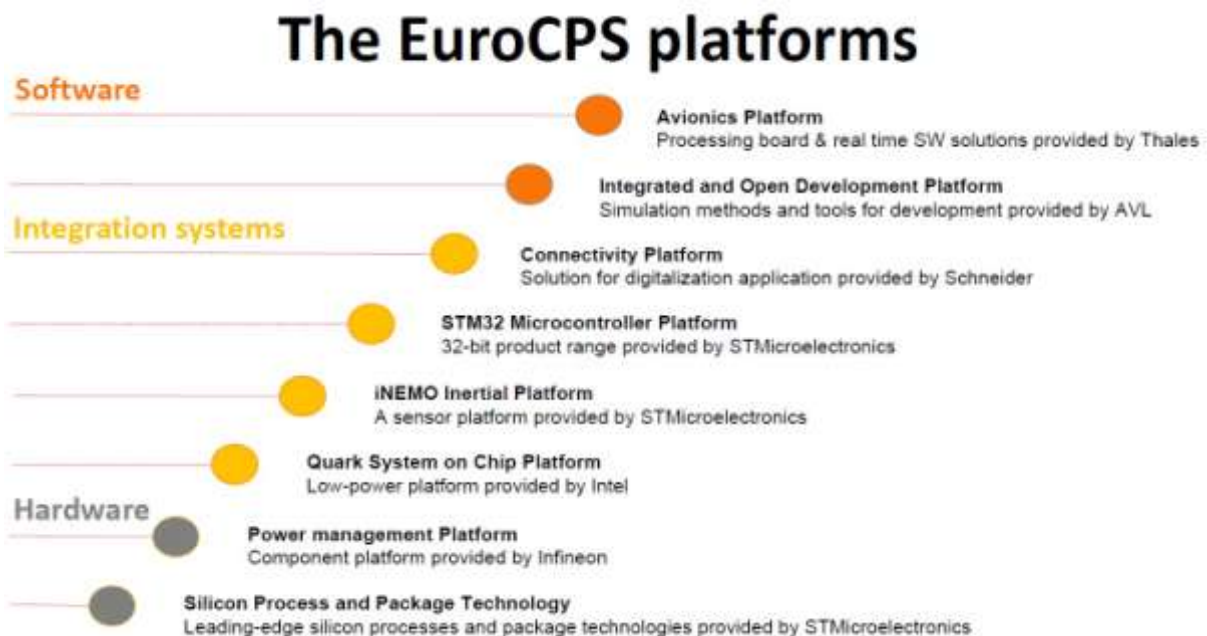 The EuroCPS platforms
Software
Avionics Platform
Processing board & real time SW solutions provided by Thales
Integrated and Open Development Platform
Simulation methods and tools for development provided by AVL
Integration systems
Connectivity Platform
Solution for digitalization application provided by Schneider
STM32 Microcontroller Platform
32-bit product range provided by STMicroelectronics
iNEMO Inertial Platform
A sensor platform provided by STMicroelectronics
Quark System on Chip Platform
Low-power platform provided by Intel
Hardware
Power management Platform
Component platform provided by Infineon
Silicon Process and Package Technology
Leading-edge silicon processes and package technologies provided by STMicroelectronics